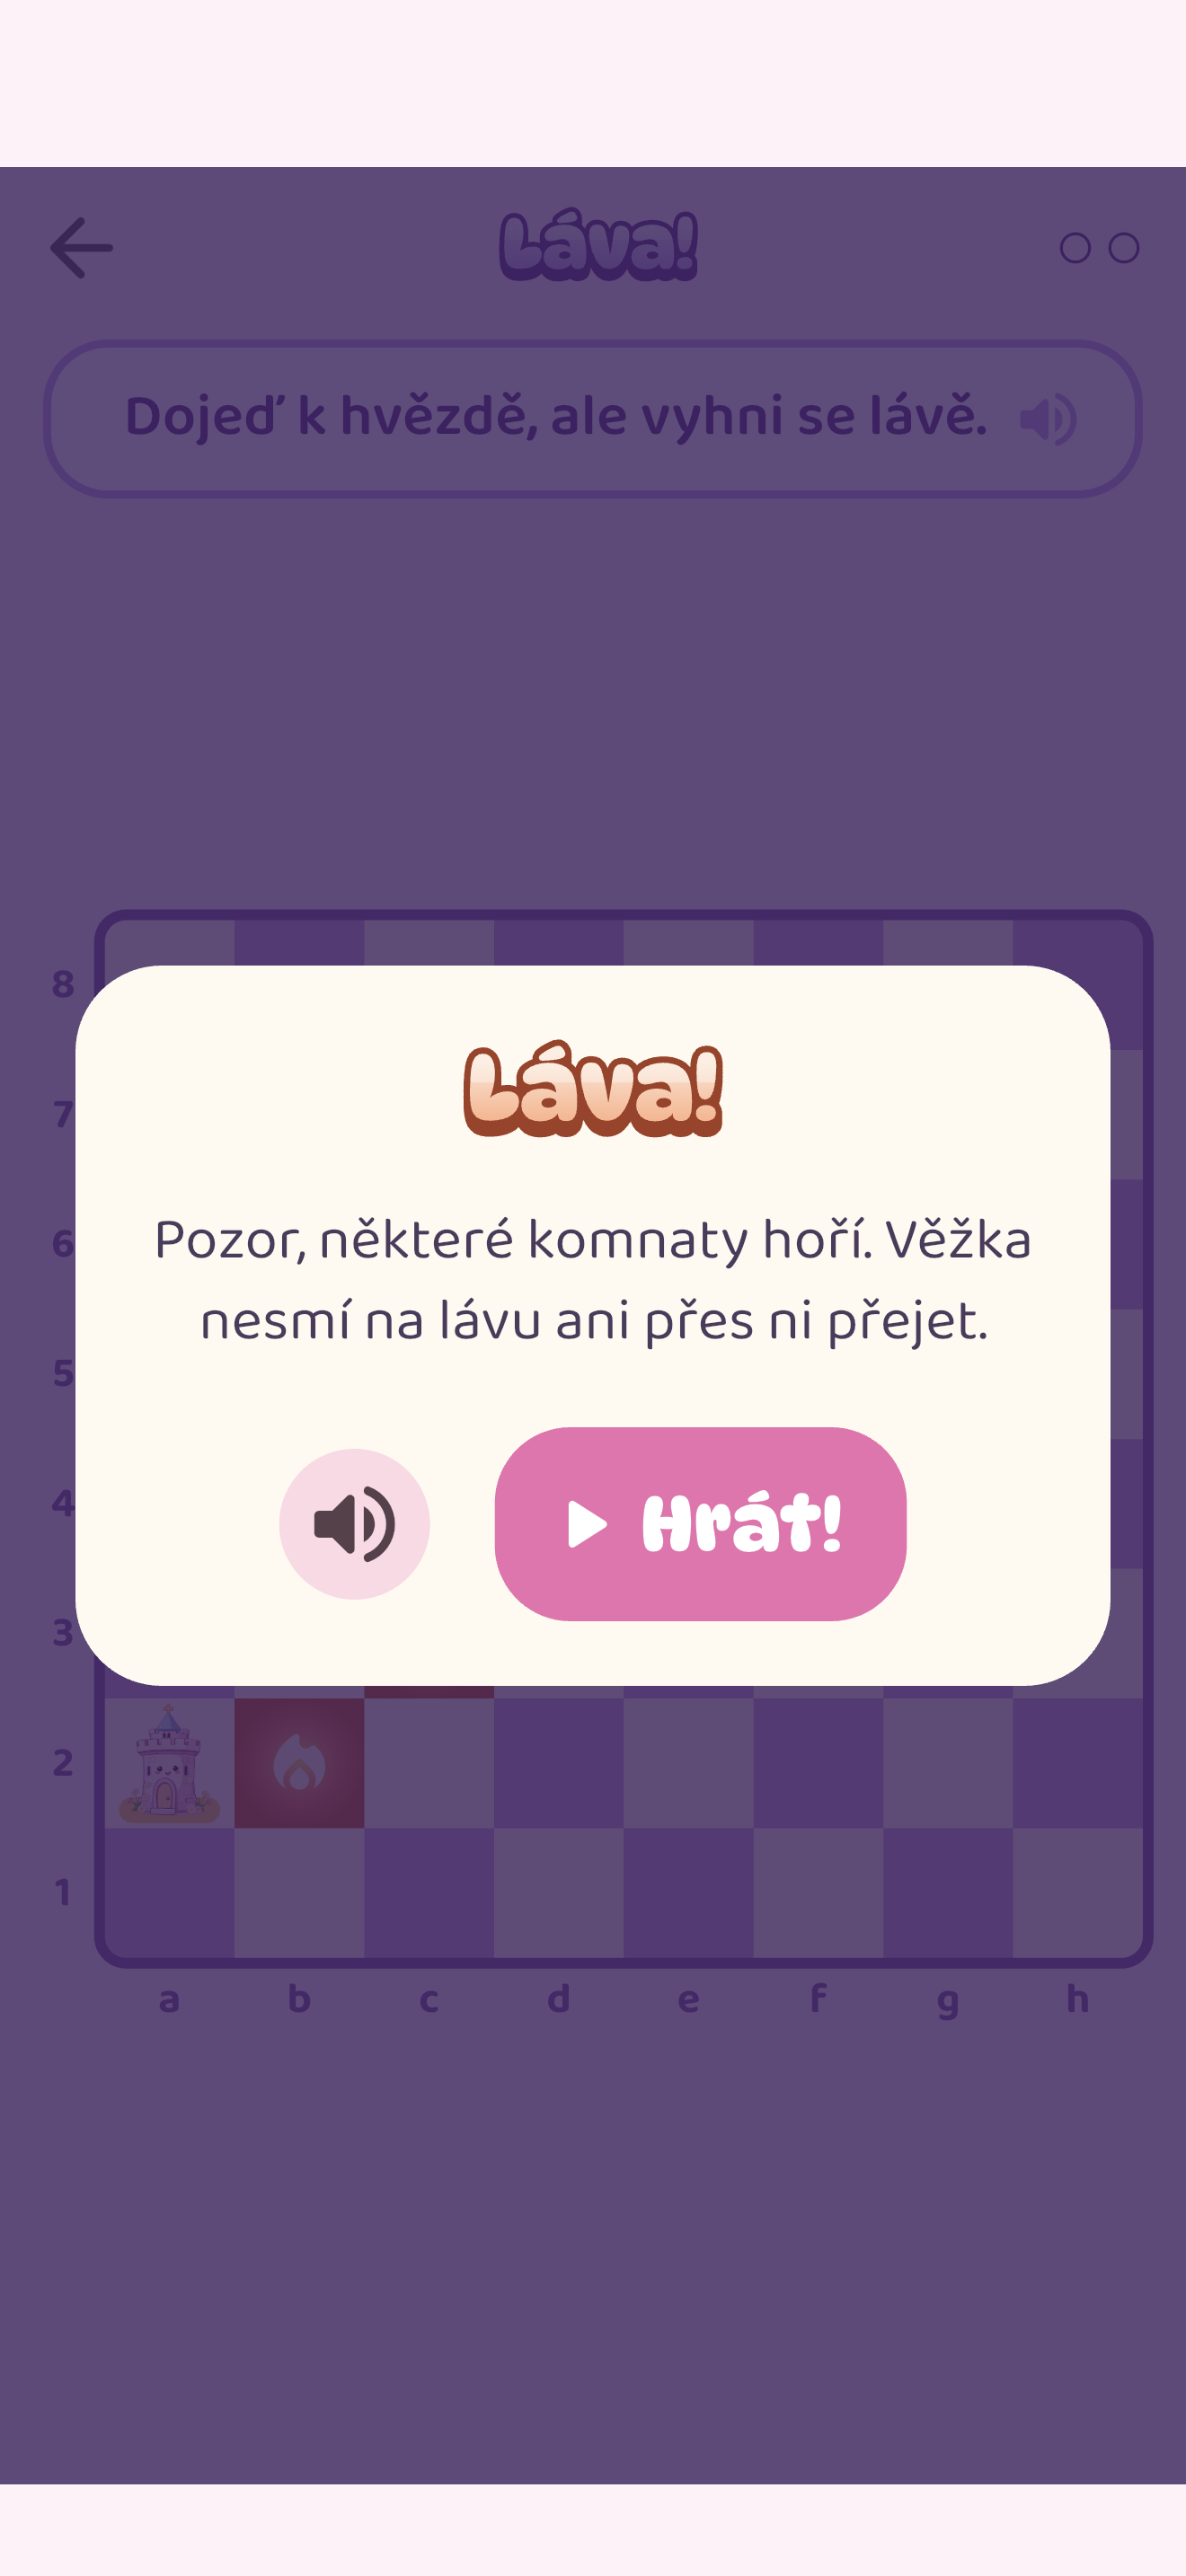 Láva!
Dojeď k hvězdě, ale vyhni se lávě.
8
7
Láva!
6
Pozor, některé komnaty hoří. Věžka
nesmí na lávu ani přes ni přejet.
5
4
Hrát!
3
2
1
a b c d e f g h